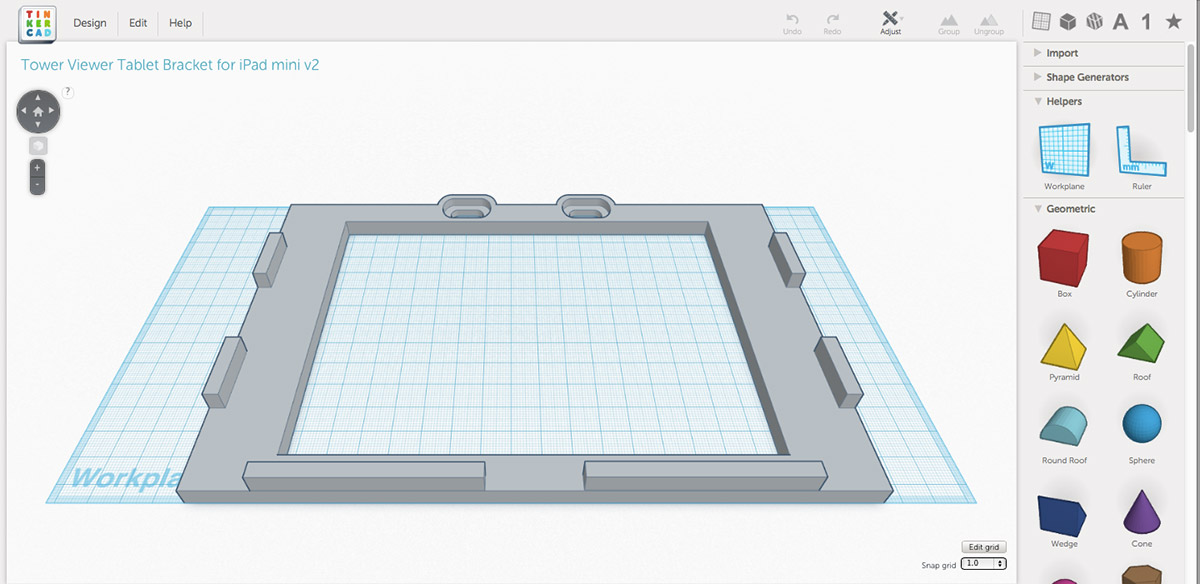 TIN
KER
CAD
Design
Edit
Help
Undo
Redo
Adjust
Group
Ungroup
A
1
Tower Viewer Tablet Bracket for iPad mini v2
?
+
-
Import
Shape Generators
Helpers
W
mm
Workplane
Ruler
Geometric
Box
Cylinder
Pyramid
Roof
Round Roof
Sphere
Wedge
Cone
Workpla
Edit grid
Snap grid
1.0